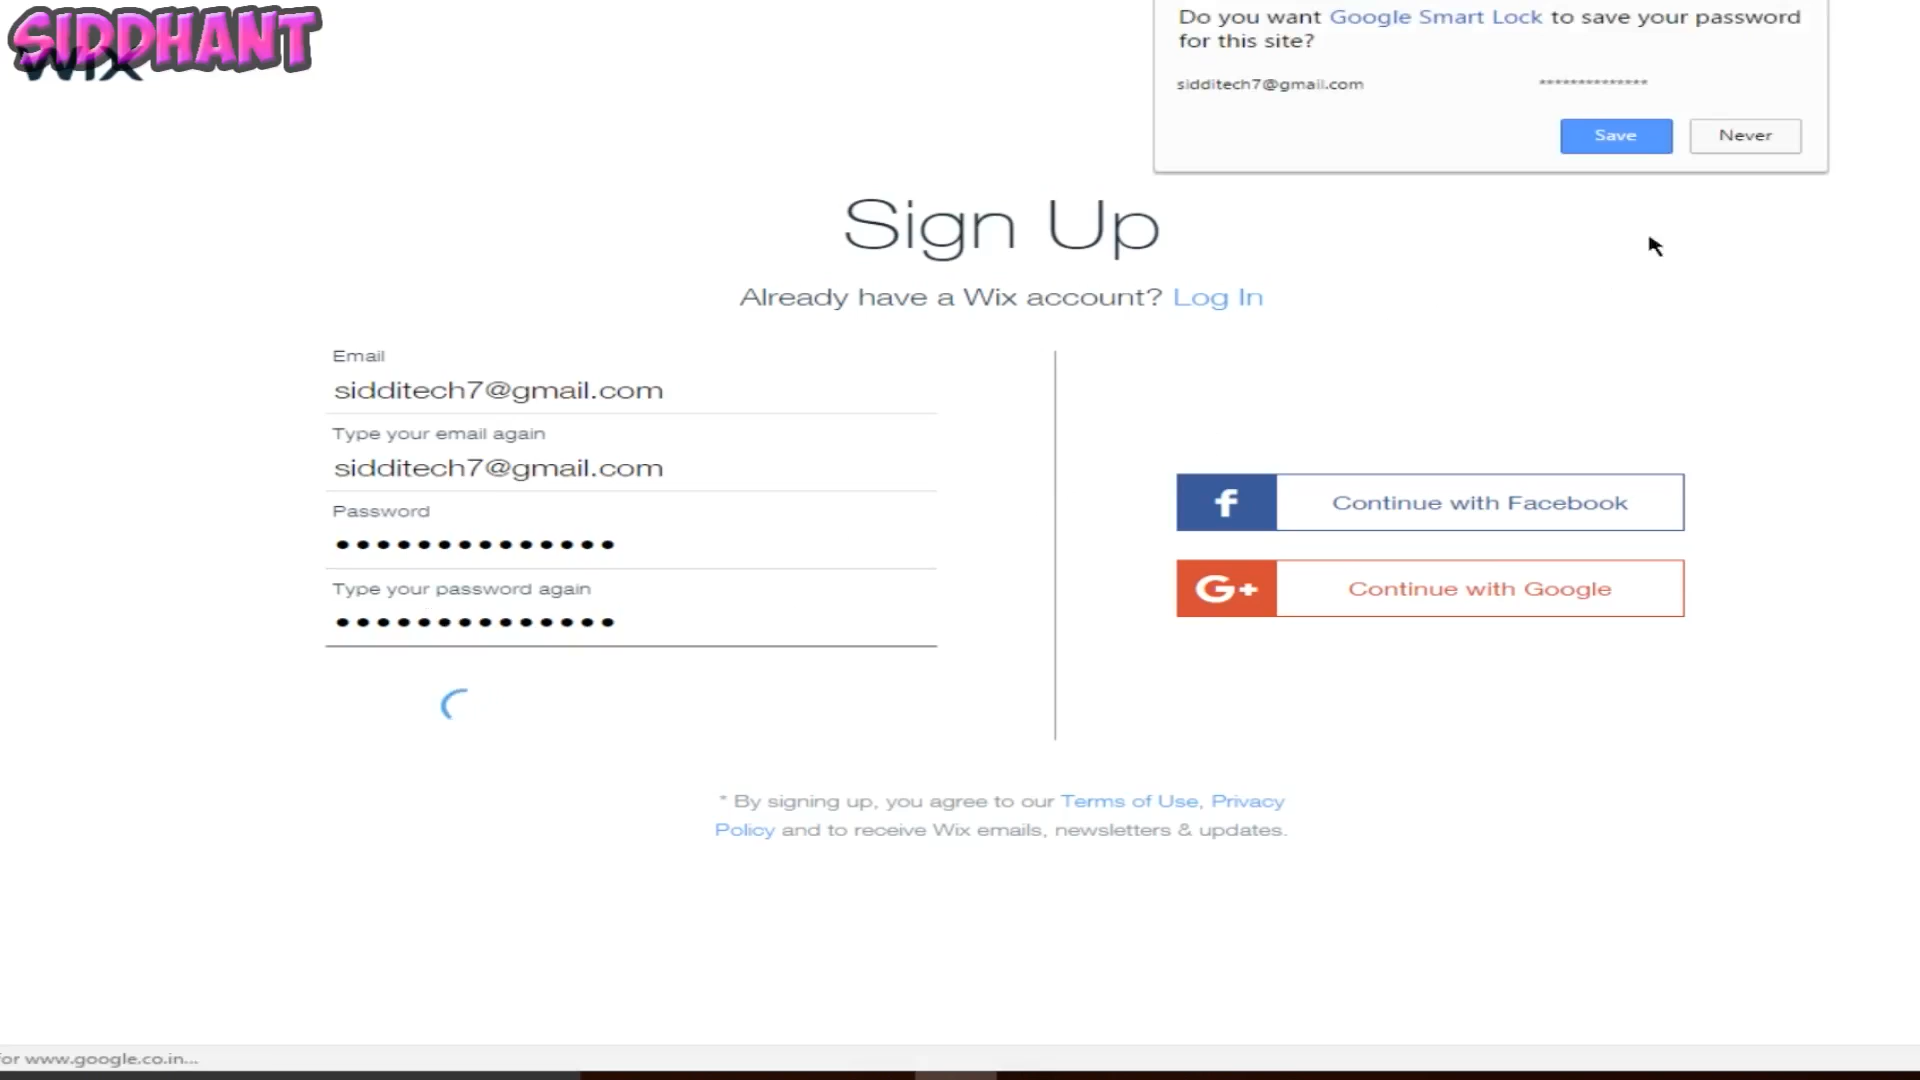 SIDDHANT
WIX
Do you want Google Smart Lock to save your password
for this site?
sidditech7@gmail.com **************
Save Never
Sign Up
Already have a Wix account? Log In
Email
sidditech7@gmail.com
Type your email again
sidditech7@gmail.com
Password
••••••••••••••
Type your password again
••••••••••••••
f Continue with Facebook
G+ Continue with Google
* By signing up, you agree to our Terms of Use, Privacy
Policy and to receive Wix emails, newsletters & updates.
for www.google.co.in...